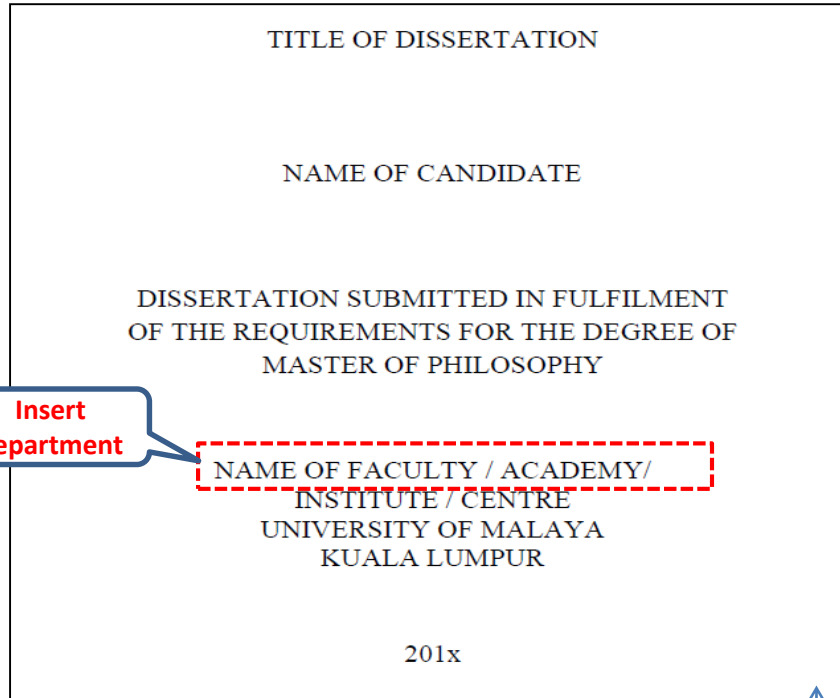 TITLE OF DISSERTATION
NAME OF CANDIDATE
DISSERTATION SUBMITTED IN FULFILMENT
OF THE REQUIREMENTS FOR THE DEGREE OF
MASTER OF PHILOSOPHY
Insert
epartment
NAME OF FACULTY / ACADEMY/
INSTITUTE / CENTRE
UNIVERSITY OF MALAYA
KUALA LUMPUR
201x